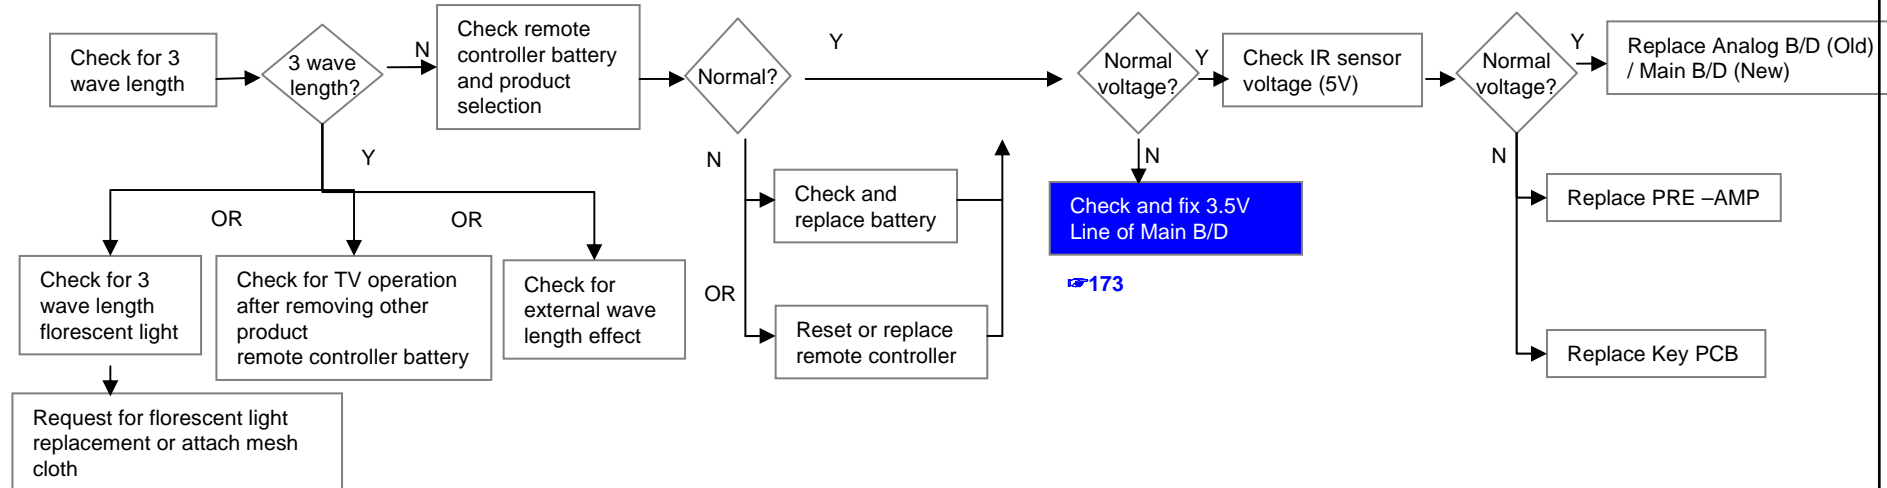 Check for 3
wave length
3 wave
length?
N
Check remote
controller battery
and product
selection
Normal?
Y
Normal
voltage?
Y
Check IR sensor
voltage (5V)
Normal
voltage?
Y
Replace Analog B/D (Old)
/ Main B/D (New)
Y
OR
OR
Check for 3
wave length
florescent light
Check for TV operation
after removing other
product
remote controller battery
Check for
external wave
length effect
Request for florescent light
replacement or attach mesh
cloth
N
Check and
replace battery
OR
Reset or replace
remote controller
N
Check and fix 3.5V
Line of Main B/D
☞173
N
Replace PRE –AMP
Replace Key PCB